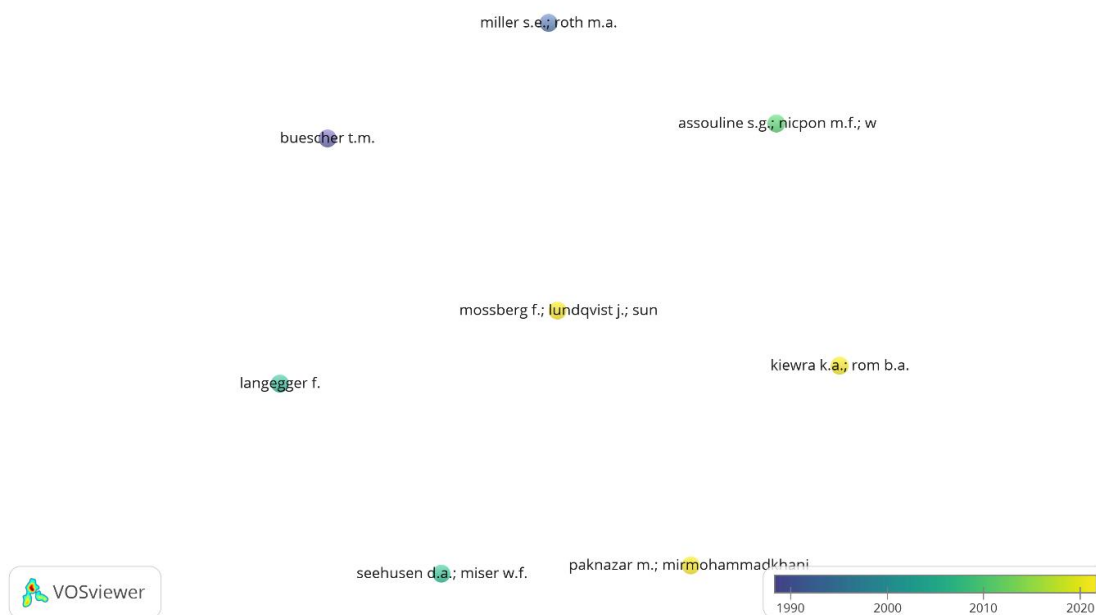 miller s.e.; roth m.a.
assouline s.g.; nicpon m.f.; w
buescher t.m.
mossberg f.; lundqvist j.; sun
kiewra k.a.; rom b.a.
langegger f.
paknazar m.; mirmohammadkhani
seehusen d.a.; miser w.f.
VOSviewer
1990 2000 2010 2020